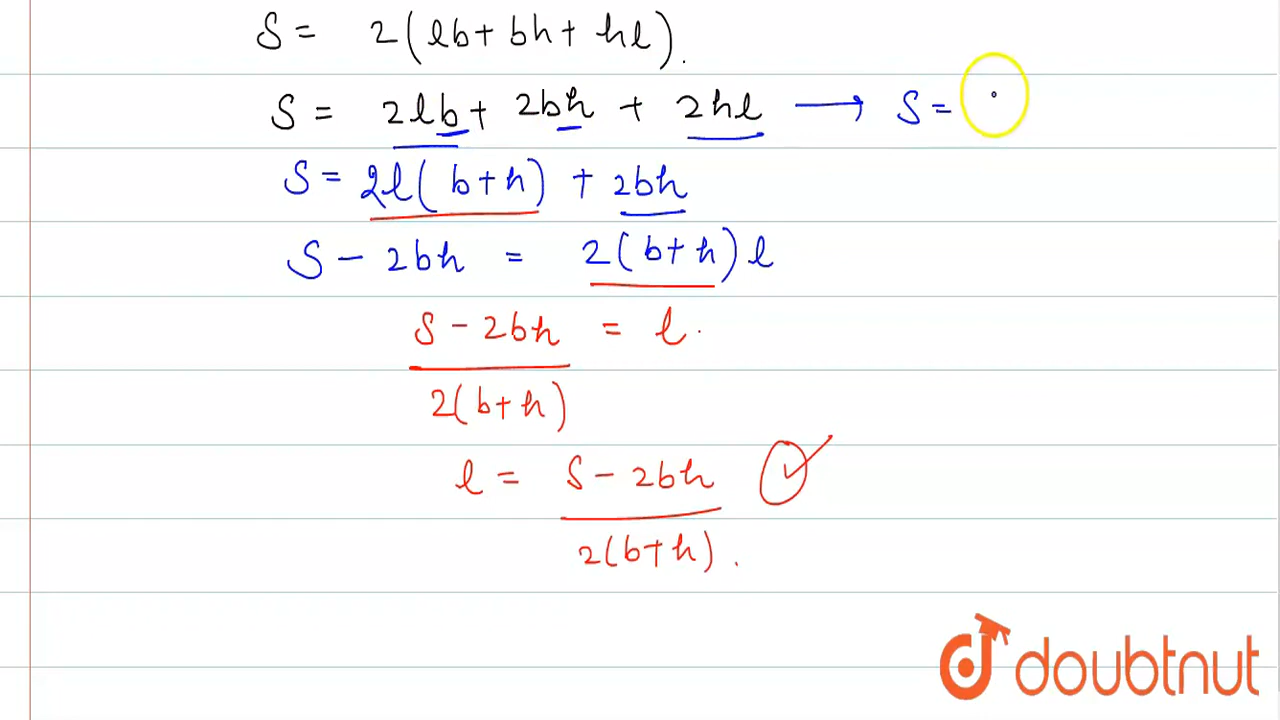 S = 2(lb + bh + hl).
S = 2lb + 2bh + 2hl → S =
S = 2l(b+h) + 2bh
S - 2bh = 2(b+h)l
S - 2bh = l.
2(b+h)
l = S - 2bh
2(b+h).
doubtnut